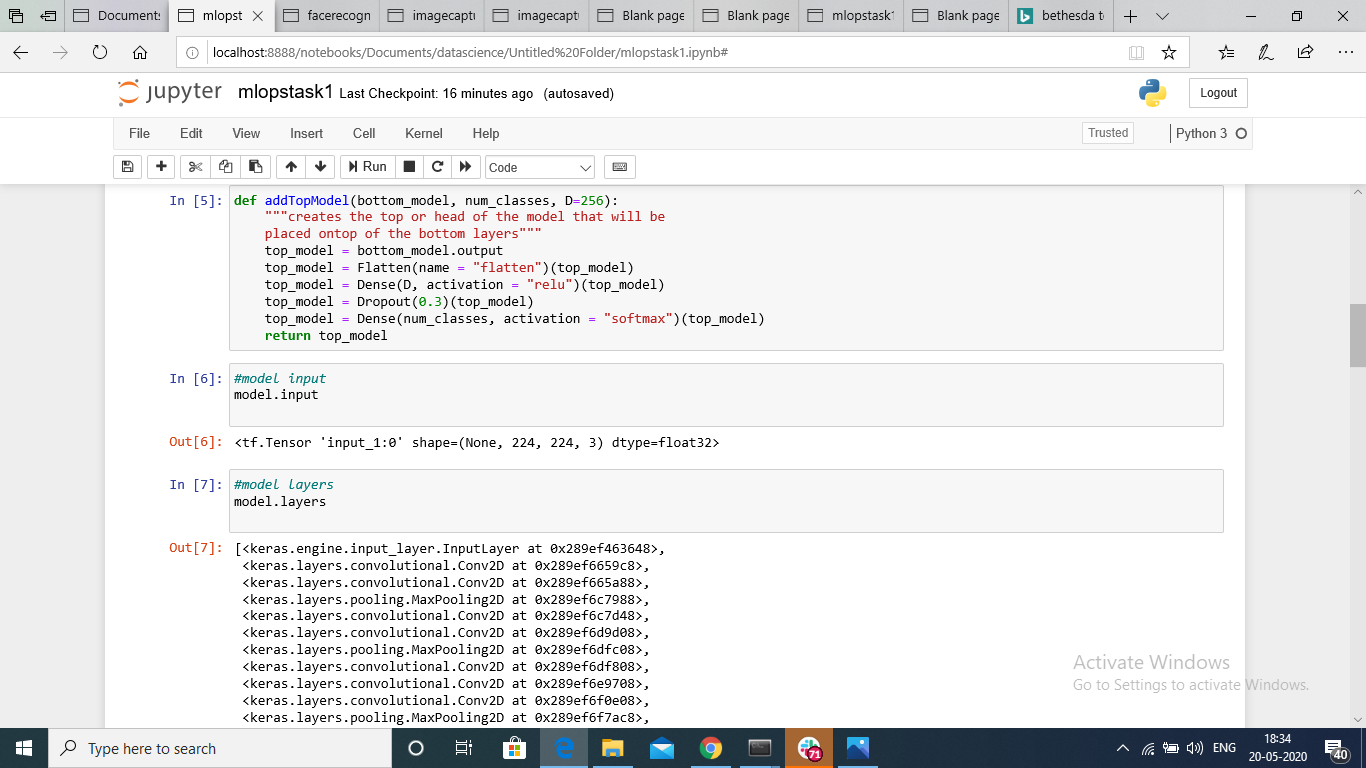 Documents
mlopst
facerecogn
imagecaptu
imagecapt
Blank page
Blank page
mlopstask1
Blank page
bethesda t
localhost:8888/notebooks/Documents/datascience/Untitled%20Folder/mlopstask1.ipynb#
jupyter mlopstask1 Last Checkpoint: 16 minutes ago (autosaved)
Logout
File Edit View Insert Cell Kernel Help
Trusted
Python 3
Run
Code
In [5]: def addTopModel(bottom_model, num_classes, D=256):
"""creates the top or head of the model that will be
placed ontop of the bottom layers"""
top_model = bottom_model.output
top_model = Flatten(name = "flatten")(top_model)
top_model = Dense(D, activation = "relu")(top_model)
top_model = Dropout(0.3)(top_model)
top_model = Dense(num_classes, activation = "softmax")(top_model)
return top_model
In [6]: #model input
model.input
Out[6]: <tf.Tensor 'input_1:0' shape=(None, 224, 224, 3) dtype=float32>
In [7]: #model layers
model.layers
Out[7]: [<keras.engine.input_layer.InputLayer at 0x289ef463648>,
<keras.layers.convolutional.Conv2D at 0x289ef6659c8>,
<keras.layers.convolutional.Conv2D at 0x289ef665a88>,
<keras.layers.pooling.MaxPooling2D at 0x289ef6c7988>,
<keras.layers.convolutional.Conv2D at 0x289ef6c7d48>,
<keras.layers.convolutional.Conv2D at 0x289ef6d9d08>,
<keras.layers.pooling.MaxPooling2D at 0x289ef6dfc08>,
<keras.layers.convolutional.Conv2D at 0x289ef6df808>,
<keras.layers.convolutional.Conv2D at 0x289ef6e9708>,
<keras.layers.convolutional.Conv2D at 0x289ef6f0e08>,
<keras.layers.pooling.MaxPooling2D at 0x289ef6f7ac8>,
Activate Windows
Go to Settings to activate Windows.
Type here to search
71
ENG
18:34
20-05-2020
40